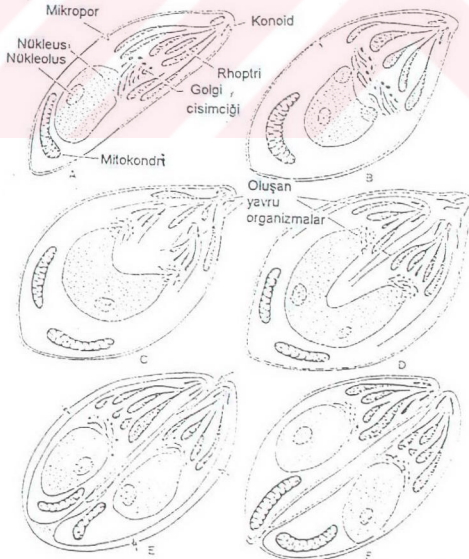 Mikropor
Konoid
Nükleus
Nükleolus
Rhoptri
Golgi
cisimciği
Mitokondri
A
B
Oluşan
yavru
organizmalar
C
D
E